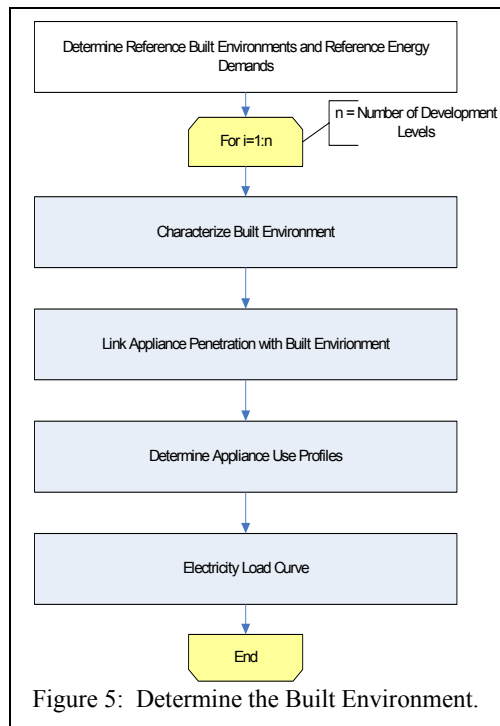 Determine Reference Built Environments and Reference Energy
Demands
n = Number of Development
Levels
For i=1:n
Characterize Built Environment
Link Appliance Penetration with Built Envirionment
Determine Appliance Use Profiles
Electricity Load Curve
End
Figure 5:  Determine the Built Environment.